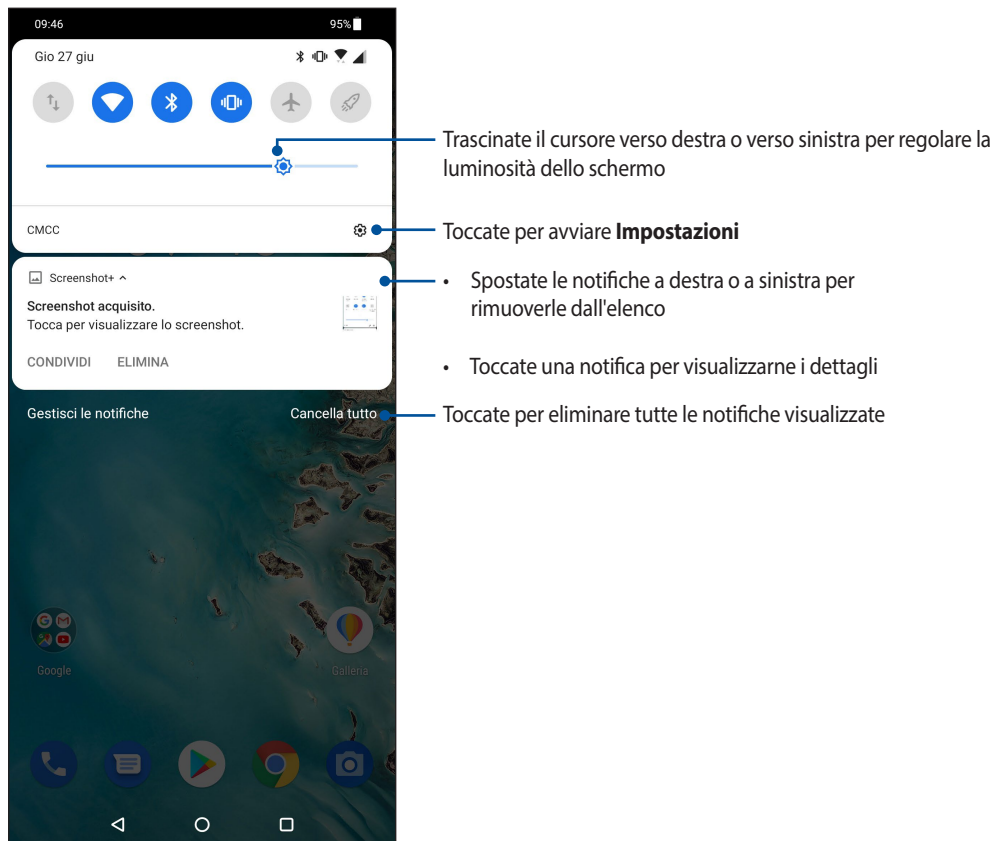 09:46 95%
Gio 27 giu
Trascinate il cursore verso destra o verso sinistra per regolare la
luminosità dello schermo
CMCC
Toccate per avviare Impostazioni
Screenshot+
Screenshot acquisito.
Tocca per visualizzare lo screenshot.
CONDIVIDI ELIMINA
• Spostate le notifiche a destra o a sinistra per
rimuoverle dall'elenco
• Toccate una notifica per visualizzarne i dettagli
Gestisci le notifiche Cancella tutto
Toccate per eliminare tutte le notifiche visualizzate
Google Galleria